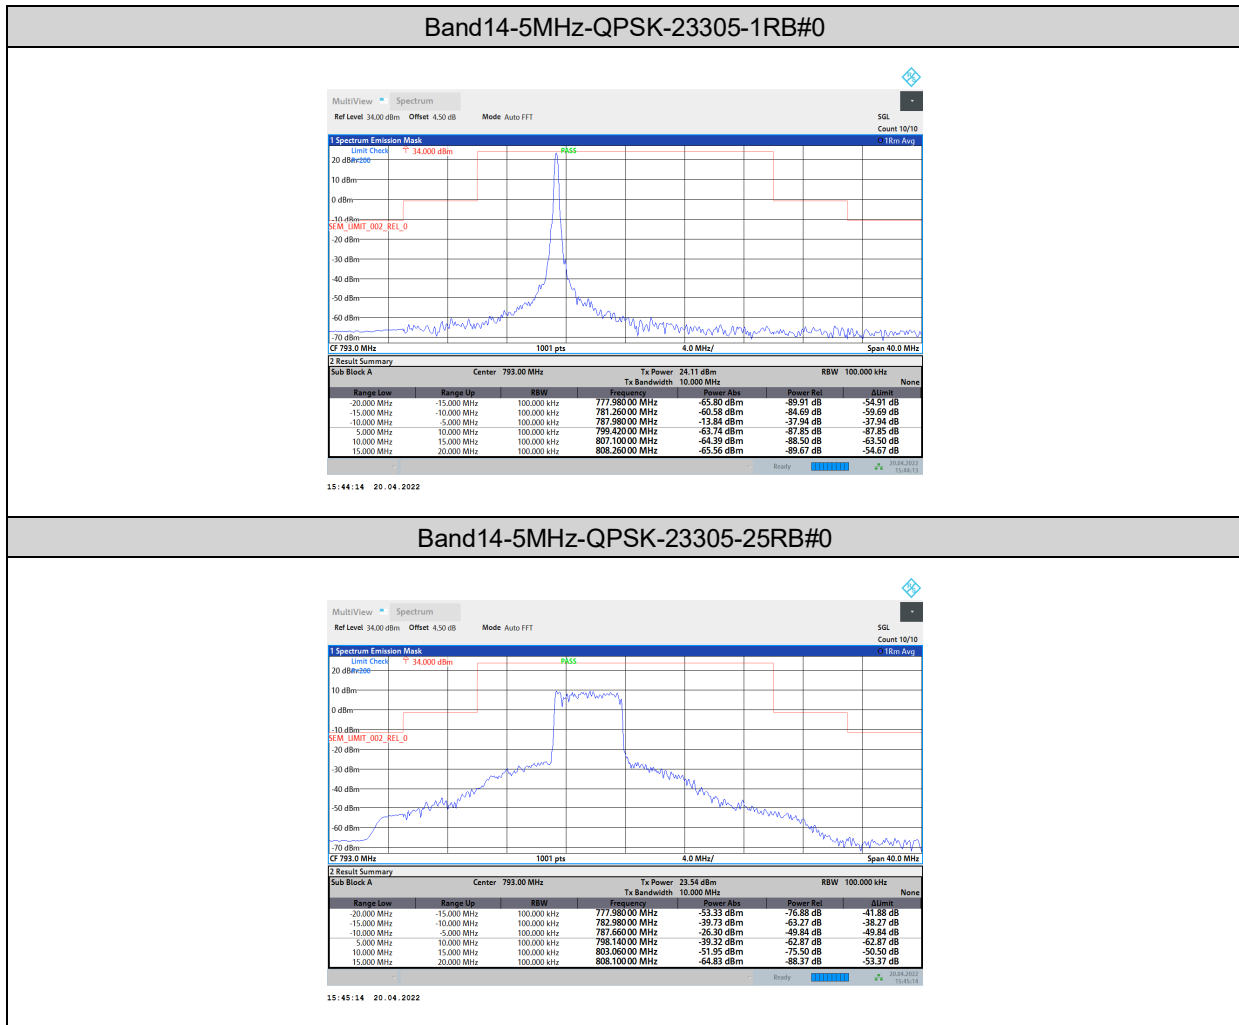 Band14-5MHz-QPSK-23305-1RB#0
MultiView Spectrum
Ref Level 34.00 dBm Offset 4.50 dB Mode Auto FFT SGL
Count 10/10
1 Spectrum Emission Mask 1Rm Avg
Limit Check 34.000 dBm PASS
20 dBm
10 dBm
0 dBm
-10 dBm
SEM_LIMIT_002_REL_0
-20 dBm
-30 dBm
-40 dBm
-50 dBm
-60 dBm
-70 dBm
CF 793.0 MHz 1001 pts 4.0 MHz/ Span 40.0 MHz
2 Result Summary
Sub Block A Center 793.00 MHz Tx Power 24.11 dBm RBW 100.000 kHz
Tx Bandwidth 10.000 MHz None
Range Low Range Up RBW Frequency Power Abs Power Rel ΔLimit
-20.000 MHz -15.000 MHz 100.000 kHz 777.98000 MHz -65.80 dBm -89.91 dB -54.91 dB
-15.000 MHz -10.000 MHz 100.000 kHz 781.26000 MHz -60.58 dBm -84.69 dB -59.69 dB
-10.000 MHz -5.000 MHz 100.000 kHz 787.98000 MHz -13.84 dBm -37.94 dB -37.94 dB
5.000 MHz 10.000 MHz 100.000 kHz 799.42000 MHz -63.74 dBm -87.85 dB -87.85 dB
10.000 MHz 15.000 MHz 100.000 kHz 807.10000 MHz -64.39 dBm -88.50 dB -63.50 dB
15.000 MHz 20.000 MHz 100.000 kHz 808.26000 MHz -65.56 dBm -89.67 dB -54.67 dB
Ready 20.04.2022
15:44:13
15:44:14 20.04.2022
Band14-5MHz-QPSK-23305-25RB#0
MultiView Spectrum
Ref Level 34.00 dBm Offset 4.50 dB Mode Auto FFT SGL
Count 10/10
1 Spectrum Emission Mask 1Rm Avg
Limit Check 34.000 dBm PASS
20 dBm
10 dBm
0 dBm
-10 dBm
SEM_LIMIT_002_REL_0
-20 dBm
-30 dBm
-40 dBm
-50 dBm
-60 dBm
-70 dBm
CF 793.0 MHz 1001 pts 4.0 MHz/ Span 40.0 MHz
2 Result Summary
Sub Block A Center 793.00 MHz Tx Power 23.54 dBm RBW 100.000 kHz
Tx Bandwidth 10.000 MHz None
Range Low Range Up RBW Frequency Power Abs Power Rel ΔLimit
-20.000 MHz -15.000 MHz 100.000 kHz 777.98000 MHz -53.33 dBm -76.88 dB -41.88 dB
-15.000 MHz -10.000 MHz 100.000 kHz 782.98000 MHz -39.73 dBm -63.27 dB -38.27 dB
-10.000 MHz -5.000 MHz 100.000 kHz 787.66000 MHz -26.30 dBm -49.84 dB -49.84 dB
5.000 MHz 10.000 MHz 100.000 kHz 798.14000 MHz -39.32 dBm -62.87 dB -62.87 dB
10.000 MHz 15.000 MHz 100.000 kHz 803.06000 MHz -51.95 dBm -75.50 dB -50.50 dB
15.000 MHz 20.000 MHz 100.000 kHz 808.10000 MHz -64.83 dBm -88.37 dB -53.37 dB
Ready 20.04.2022
15:45:14
15:45:14 20.04.2022